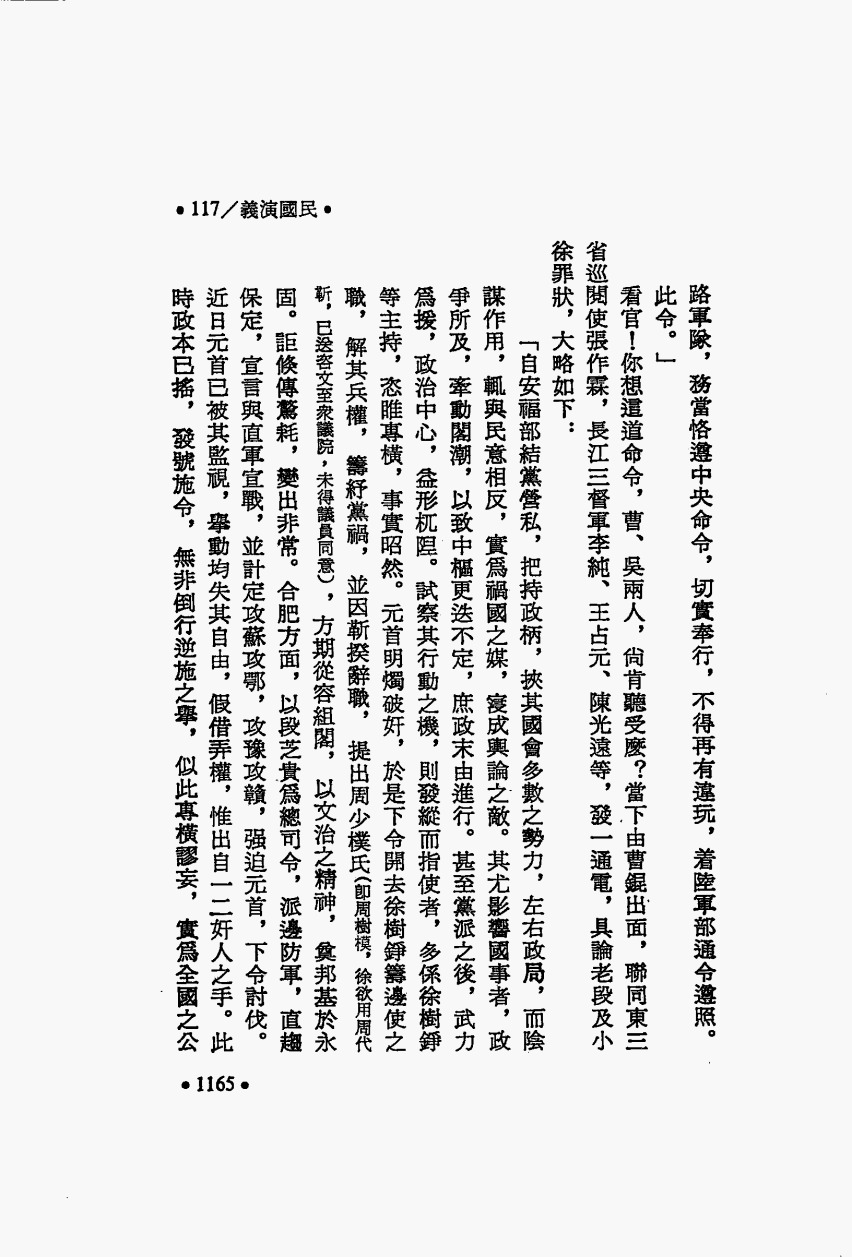 •117／義演國民•
路軍隊，務當恪遵中央命令，切實奉行，不得再有違玩，着陸軍部通令遵照。
此令。」
看官！你想這道命令，曹、吳兩人，尙肯聽受麼？當下由曹錕出面，聯同東三
省巡閱使張作霖，長江三督軍李純、王占元、陳光遠等，發一通電，具論老段及小
徐罪狀，大略如下：
「自安福部結黨營私，把持政柄，挾其國會多數之勢力，左右政局，而陰
謀作用，輒與民意相反，實爲禍國之媒，寖成輿論之敵。其尤影響國事者，政
爭所及，牽動閣潮，以致中樞更迭不定，庶政末由進行。甚至黨派之後，武力
爲援，政治中心，益形杌隉。試察其行動之機，則發縱而指使者，多係徐樹錚
等主持，恣睢專橫，事實昭然。元首明燭破奸，於是下令開去徐樹錚籌邊使之
職，解其兵權，籌紓黨禍，並因靳揆辭職，提出周少樸氏（卽周樹模，徐欲用周代
靳，已送咨文至衆議院，未得議員同意），方期從容組閣，以文治之精神，奠邦基於永
固。詎倏傳驚耗，變出非常。合肥方面，以段芝貴爲總司令，派邊防軍，直趨
保定，宣言與直軍宣戰，並計定攻蘇攻鄂，攻豫攻贛，强迫元首，下令討伐。
近日元首已被其監視，舉動均失其自由，假借弄權，惟出自一二奸人之手。此
時政本已搖，發號施令，無非倒行逆施之舉，似此專橫謬妄，實爲全國之公
•1165•